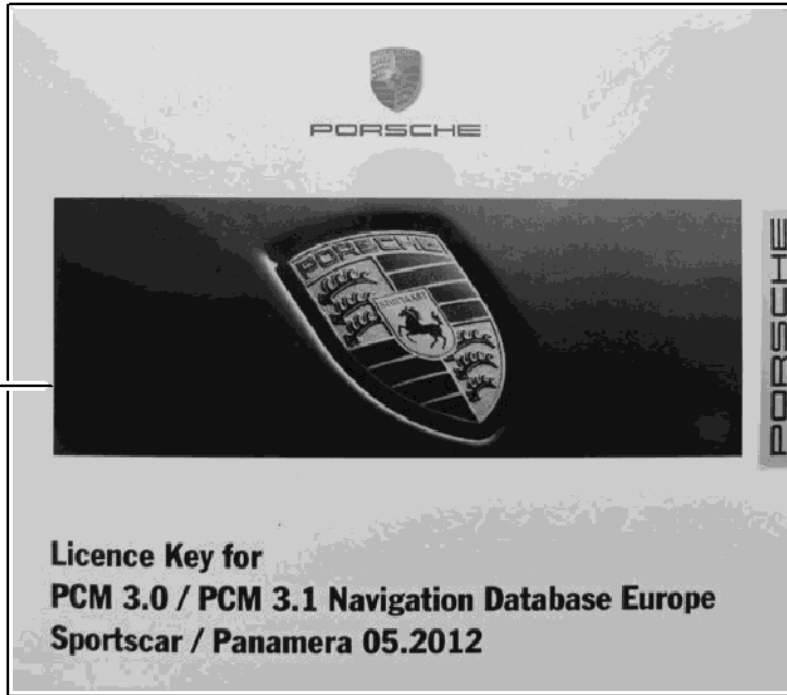 PORSCHE
PORSCHE
STUTTGART
PORSCHE
Licence Key for
PCM 3.0 / PCM 3.1 Navigation Database Europe
Sportscar / Panamera 05.2012